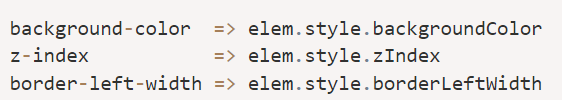 background-color  => elem.style.backgroundColor
z-index           => elem.style.zIndex
border-left-width => elem.style.borderLeftWidth